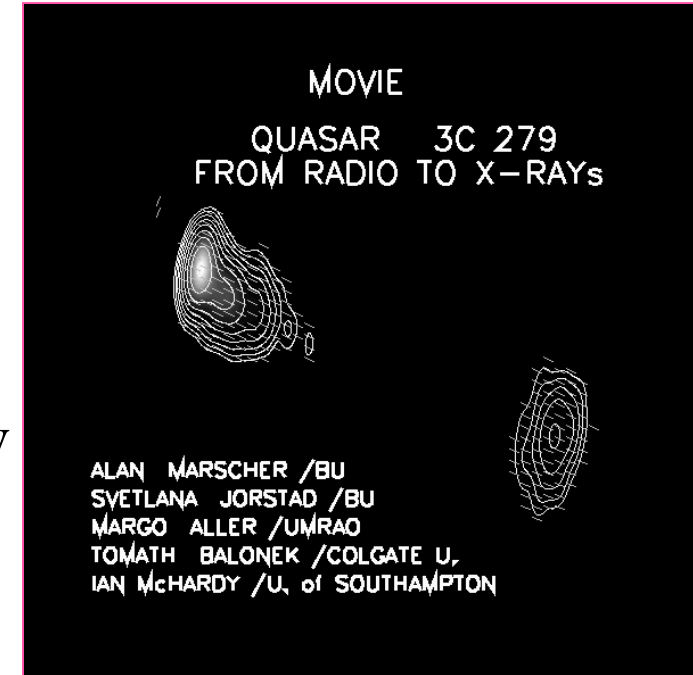 MOVIE
QUASAR 3C 279
FROM RADIO TO X-RAYs
ALAN MARSCHER /BU
SVETLANA JORSTAD /BU
MARGO ALLER /UMRAO
TOMATH BALONEK /COLGATE U.
IAN McHARDY /U. of SOUTHAMPTON